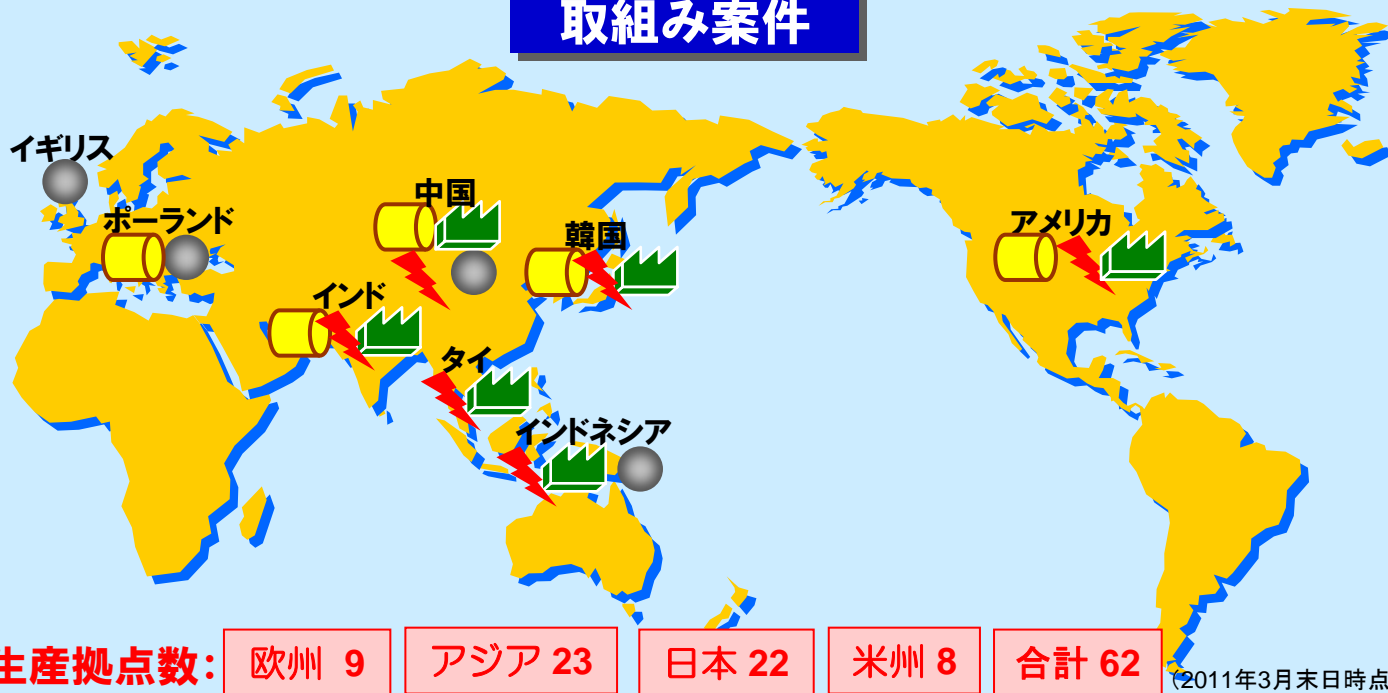 取組み案件
イギリス
ポーランド
中国
韓国
アメリカ
インド
タイ
インドネシア
生産拠点数: 欧州 9 アジア 23 日本 22 米州 8 合計 62
(2011年3月末日時点